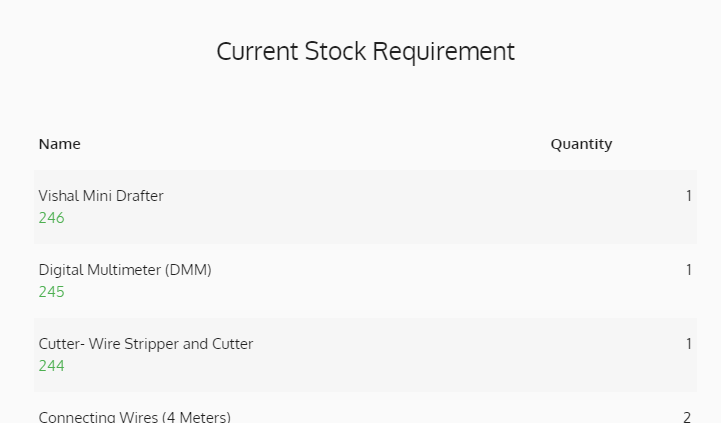 Current Stock Requirement
Name Quantity
Vishal Mini Drafter 1
246
Digital Multimeter (DMM) 1
245
Cutter- Wire Stripper and Cutter 1
244
Connecting Wires (4 Meters) 2